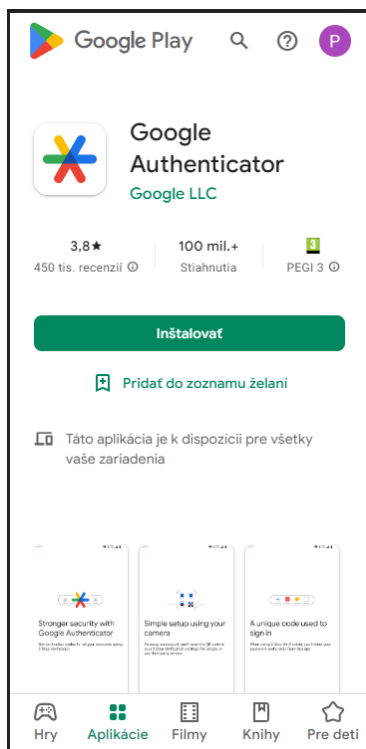 Google Play
P
Google
Authenticator
Google LLC
3,8★
450 tis. recenzií
100 mil.+
Stiahnutia
3
PEGI 3
Inštalovať
Pridať do zoznamu želaní
Táto aplikácia je k dispozícii pre všetky
vaše zariadenia
Stronger security with
Google Authenticator
Simple setup using your
camera
A unique code used to
sign in
Hry
Aplikácie
Filmy
Knihy
Pre deti